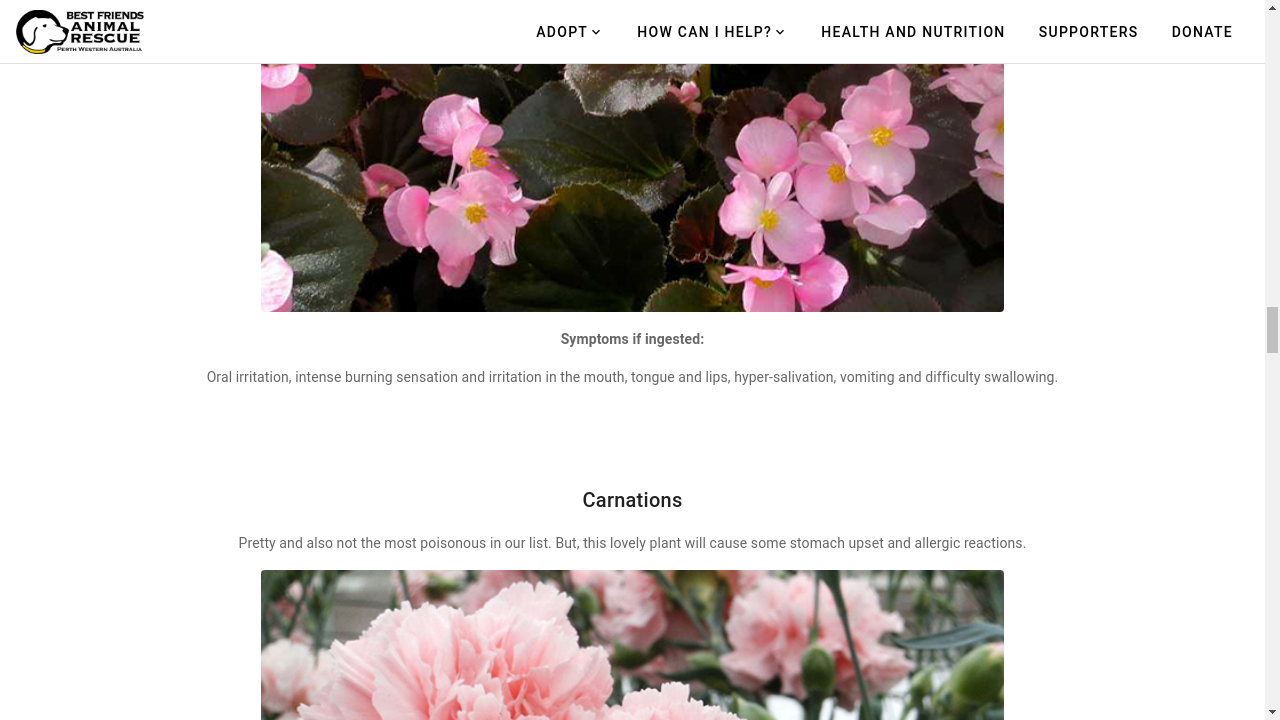 BEST FRIENDS
ANIMAL
RESCUE
PERTH WESTERN AUSTRALIA
ADOPT
HOW CAN I HELP?
HEALTH AND NUTRITION
SUPPORTERS
DONATE
Symptoms if ingested:
Oral irritation, intense burning sensation and irritation in the mouth, tongue and lips, hyper-salivation, vomiting and difficulty swallowing.
Carnations
Pretty and also not the most poisonous in our list. But, this lovely plant will cause some stomach upset and allergic reactions.